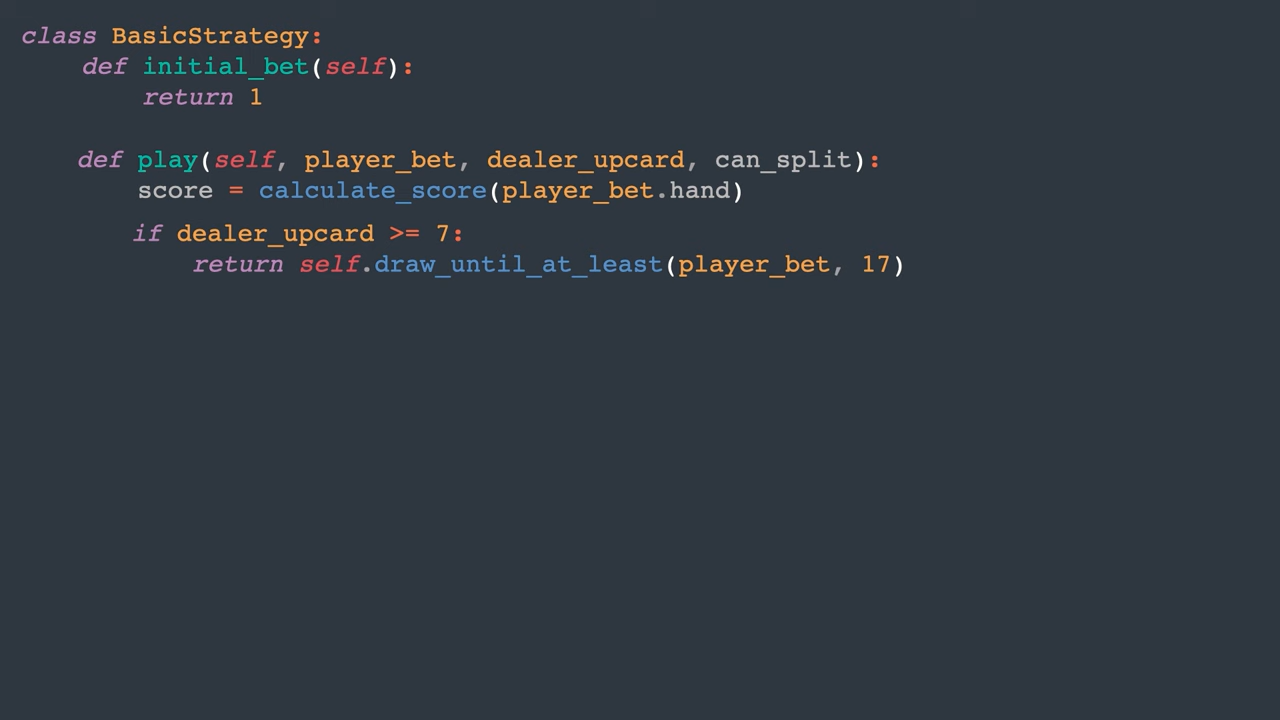 class BasicStrategy:
    def initial_bet(self):
        return 1

    def play(self, player_bet, dealer_upcard, can_split):
        score = calculate_score(player_bet.hand)
        if dealer_upcard >= 7:
            return self.draw_until_at_least(player_bet, 17)